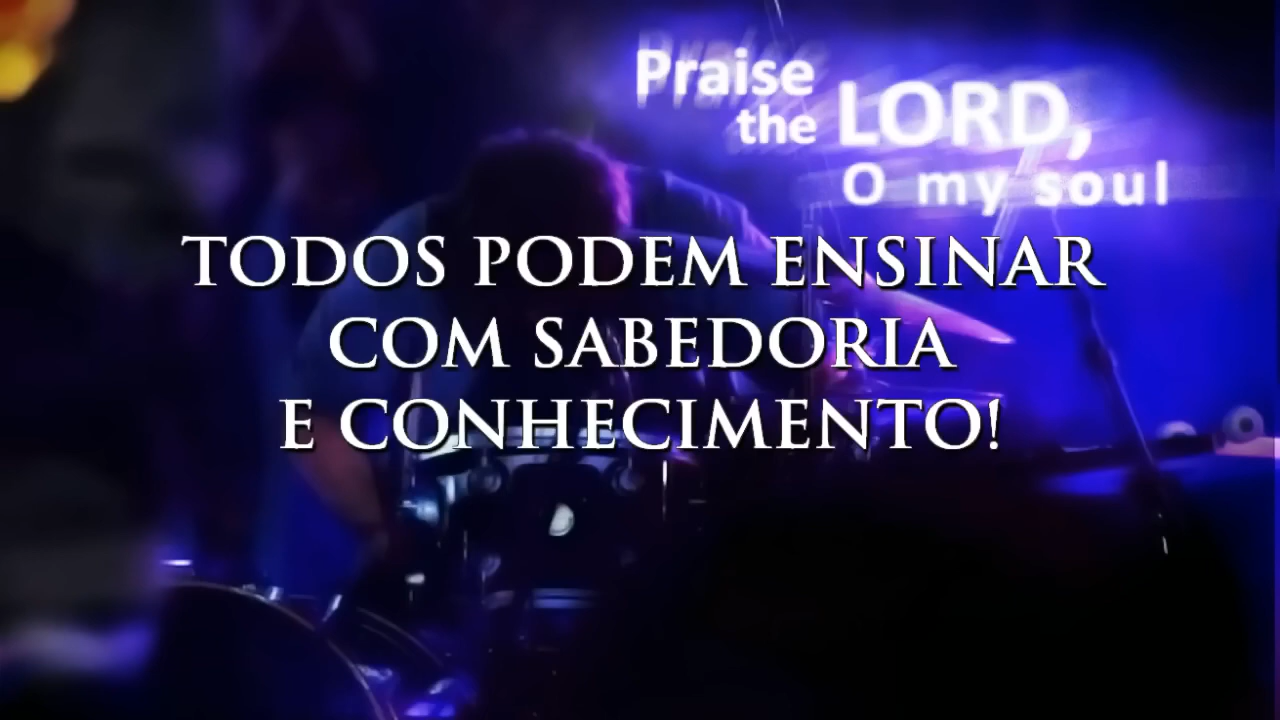 Praise
the LORD,
O my soul
TODOS PODEM ENSINAR
COM SABEDORIA
E CONHECIMENTO!